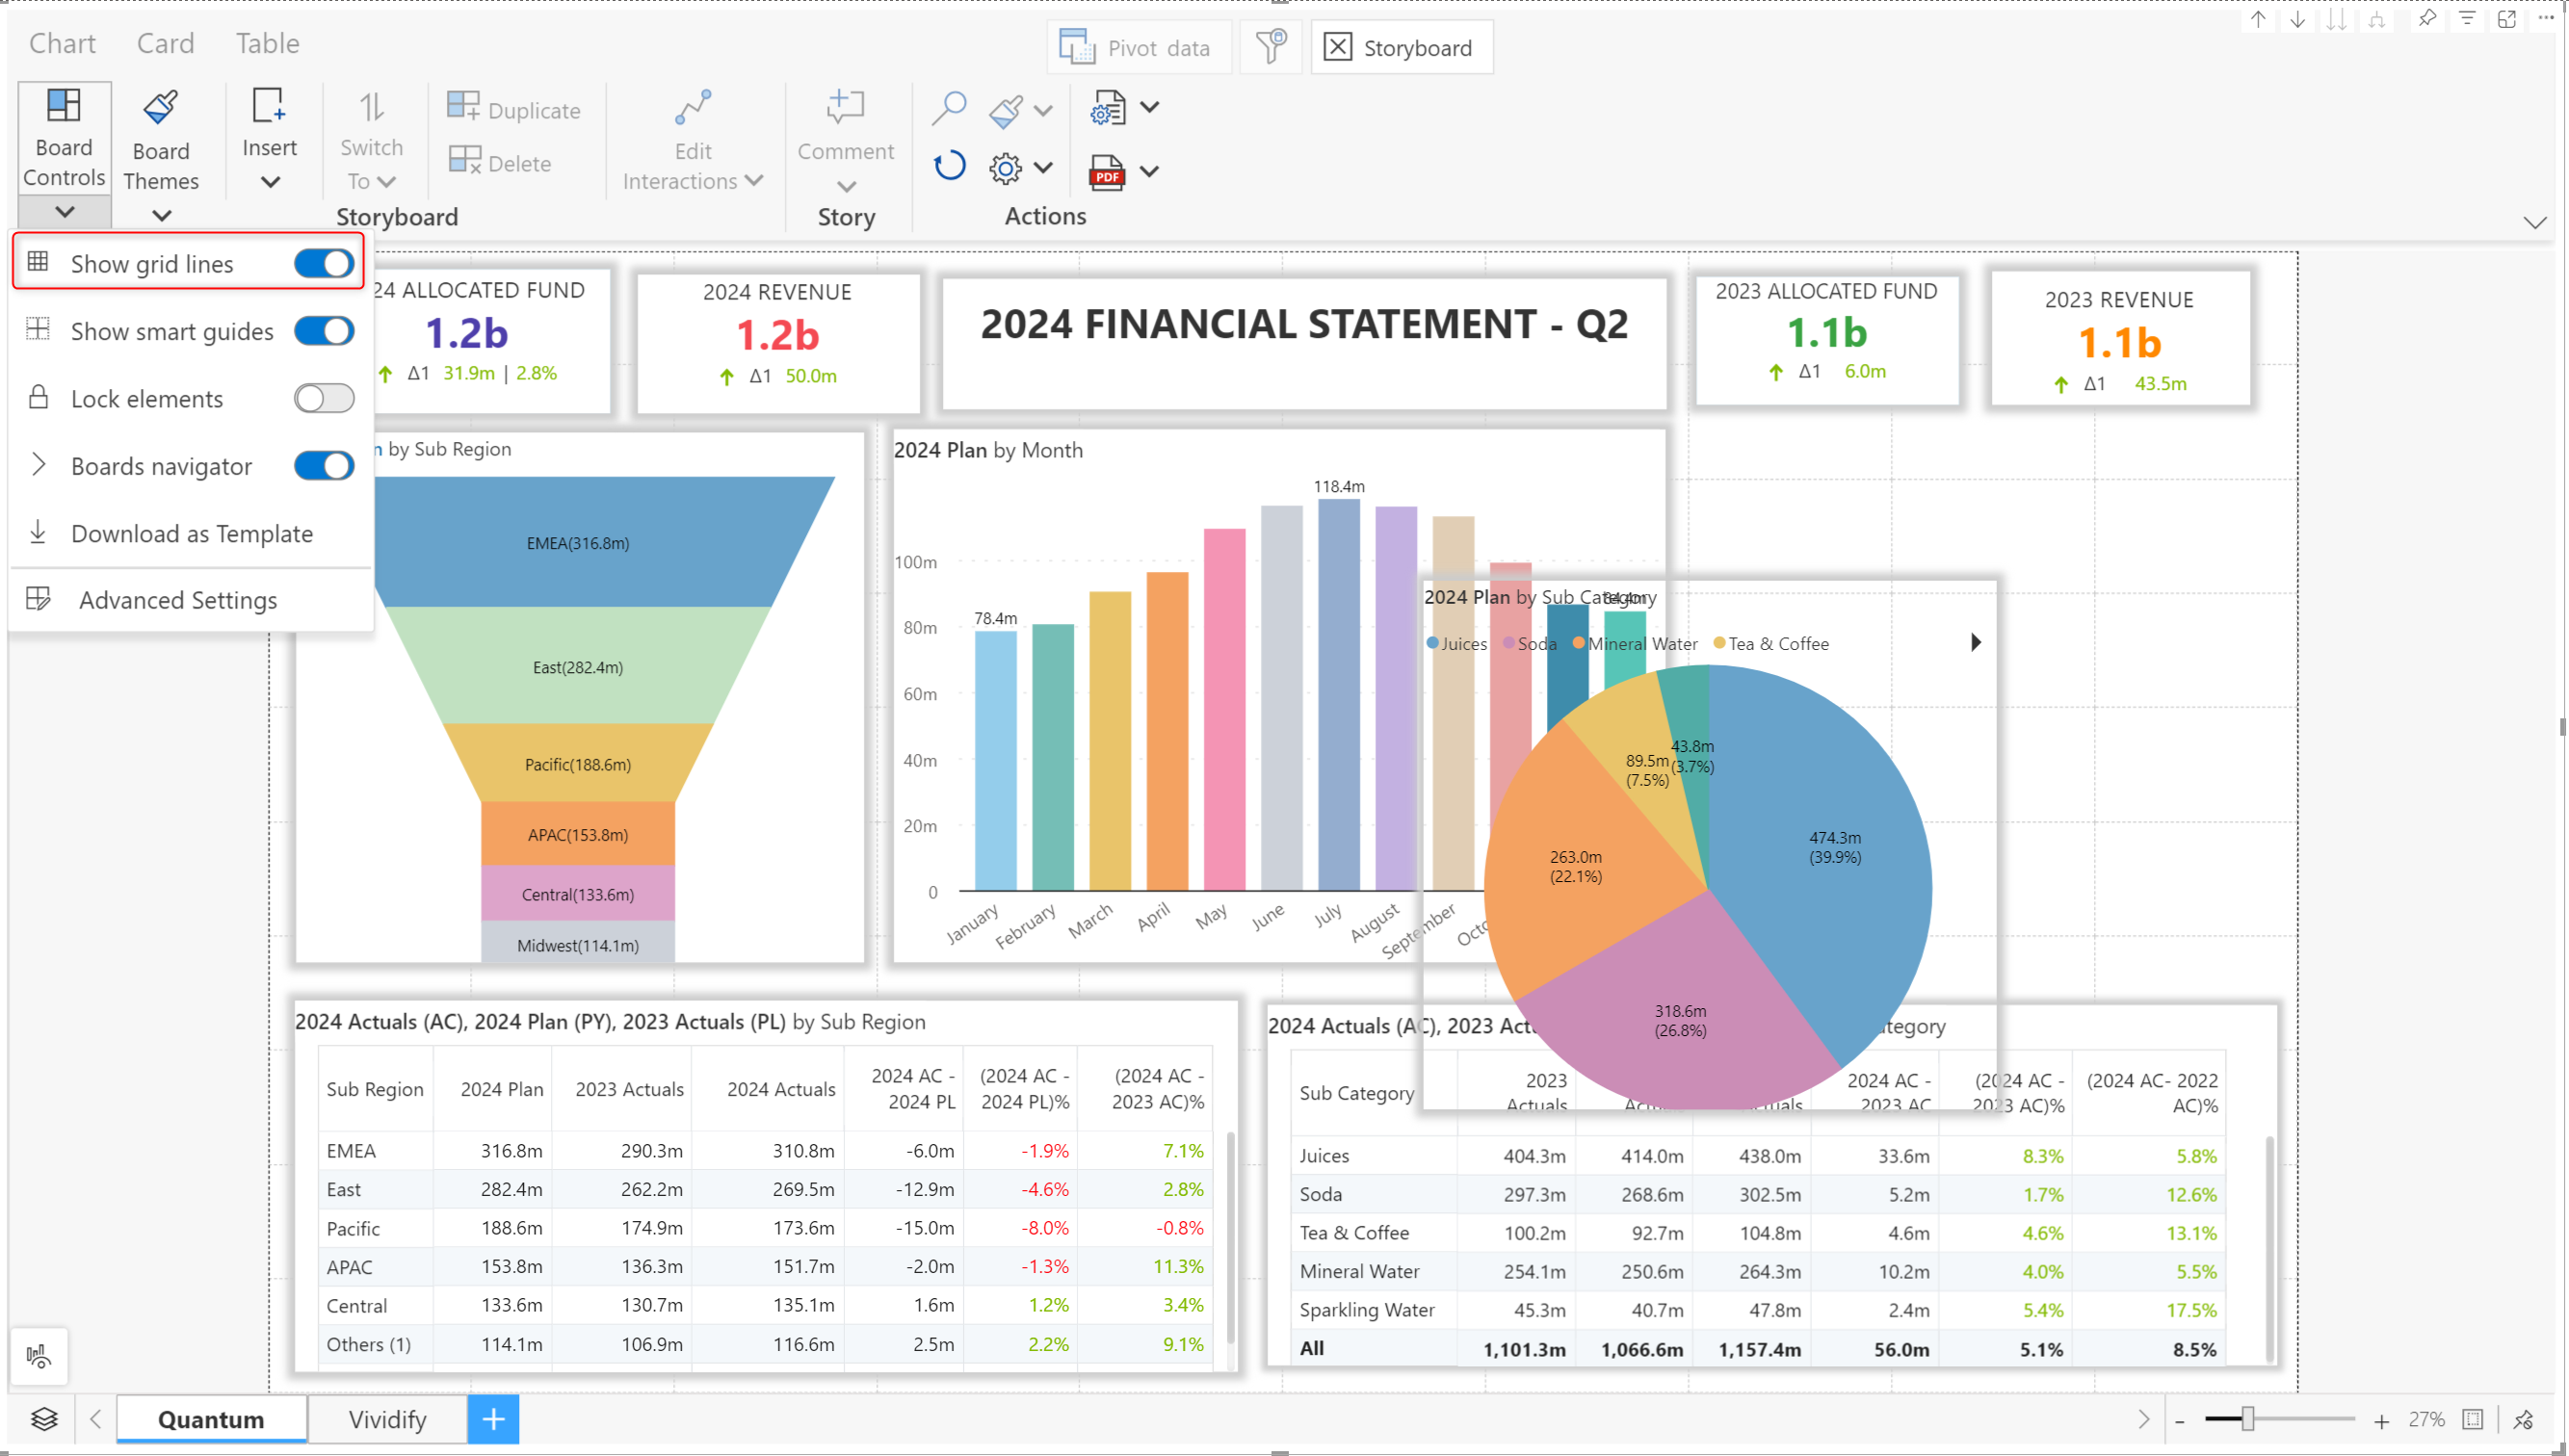 Chart Card Table
Pivot data
Storyboard
Board Controls
Board Themes
Insert
Switch To
Duplicate
Delete
Edit Interactions
Comment
PDF
Storyboard
Story
Actions
Show grid lines
Show smart guides
Lock elements
Boards navigator
Download as Template
Advanced Settings
24 ALLOCATED FUND
1.2b
Δ1 31.9m | 2.8%
2024 REVENUE
1.2b
Δ1 50.0m
2024 FINANCIAL STATEMENT - Q2
2023 ALLOCATED FUND
1.1b
Δ1 6.0m
2023 REVENUE
1.1b
Δ1 43.5m
n by Sub Region
EMEA(316.8m)
East(282.4m)
Pacific(188.6m)
APAC(153.8m)
Central(133.6m)
Midwest(114.1m)
2024 Plan by Month
118.4m
78.4m
100m
80m
60m
40m
20m
0
January February March April May June July August September Octo
2024 Plan by Sub Category
Juices Soda Mineral Water Tea & Coffee
43.8m
(3.7%)
89.5m
(7.5%)
474.3m
(39.9%)
263.0m
(22.1%)
318.6m
(26.8%)
2024 Actuals (AC), 2024 Plan (PY), 2023 Actuals (PL) by Sub Region
Sub Region 2024 Plan 2023 Actuals 2024 Actuals 2024 AC - 2024 PL (2024 AC - 2024 PL)% (2024 AC - 2023 AC)%
EMEA 316.8m 290.3m 310.8m -6.0m -1.9% 7.1%
East 282.4m 262.2m 269.5m -12.9m -4.6% 2.8%
Pacific 188.6m 174.9m 173.6m -15.0m -8.0% -0.8%
APAC 153.8m 136.3m 151.7m -2.0m -1.3% 11.3%
Central 133.6m 130.7m 135.1m 1.6m 1.2% 3.4%
Others (1) 114.1m 106.9m 116.6m 2.5m 2.2% 9.1%
2024 Actuals (AC), 2023 Act tegory
Sub Category 2023 Actuals 2024 AC - 2023 AC (2024 AC - 2023 AC)% (2024 AC- 2022 AC)%
Juices 404.3m 414.0m 438.0m 33.6m 8.3% 5.8%
Soda 297.3m 268.6m 302.5m 5.2m 1.7% 12.6%
Tea & Coffee 100.2m 92.7m 104.8m 4.6m 4.6% 13.1%
Mineral Water 254.1m 250.6m 264.3m 10.2m 4.0% 5.5%
Sparkling Water 45.3m 40.7m 47.8m 2.4m 5.4% 17.5%
All 1,101.3m 1,066.6m 1,157.4m 56.0m 5.1% 8.5%
Quantum
Vividify
27%